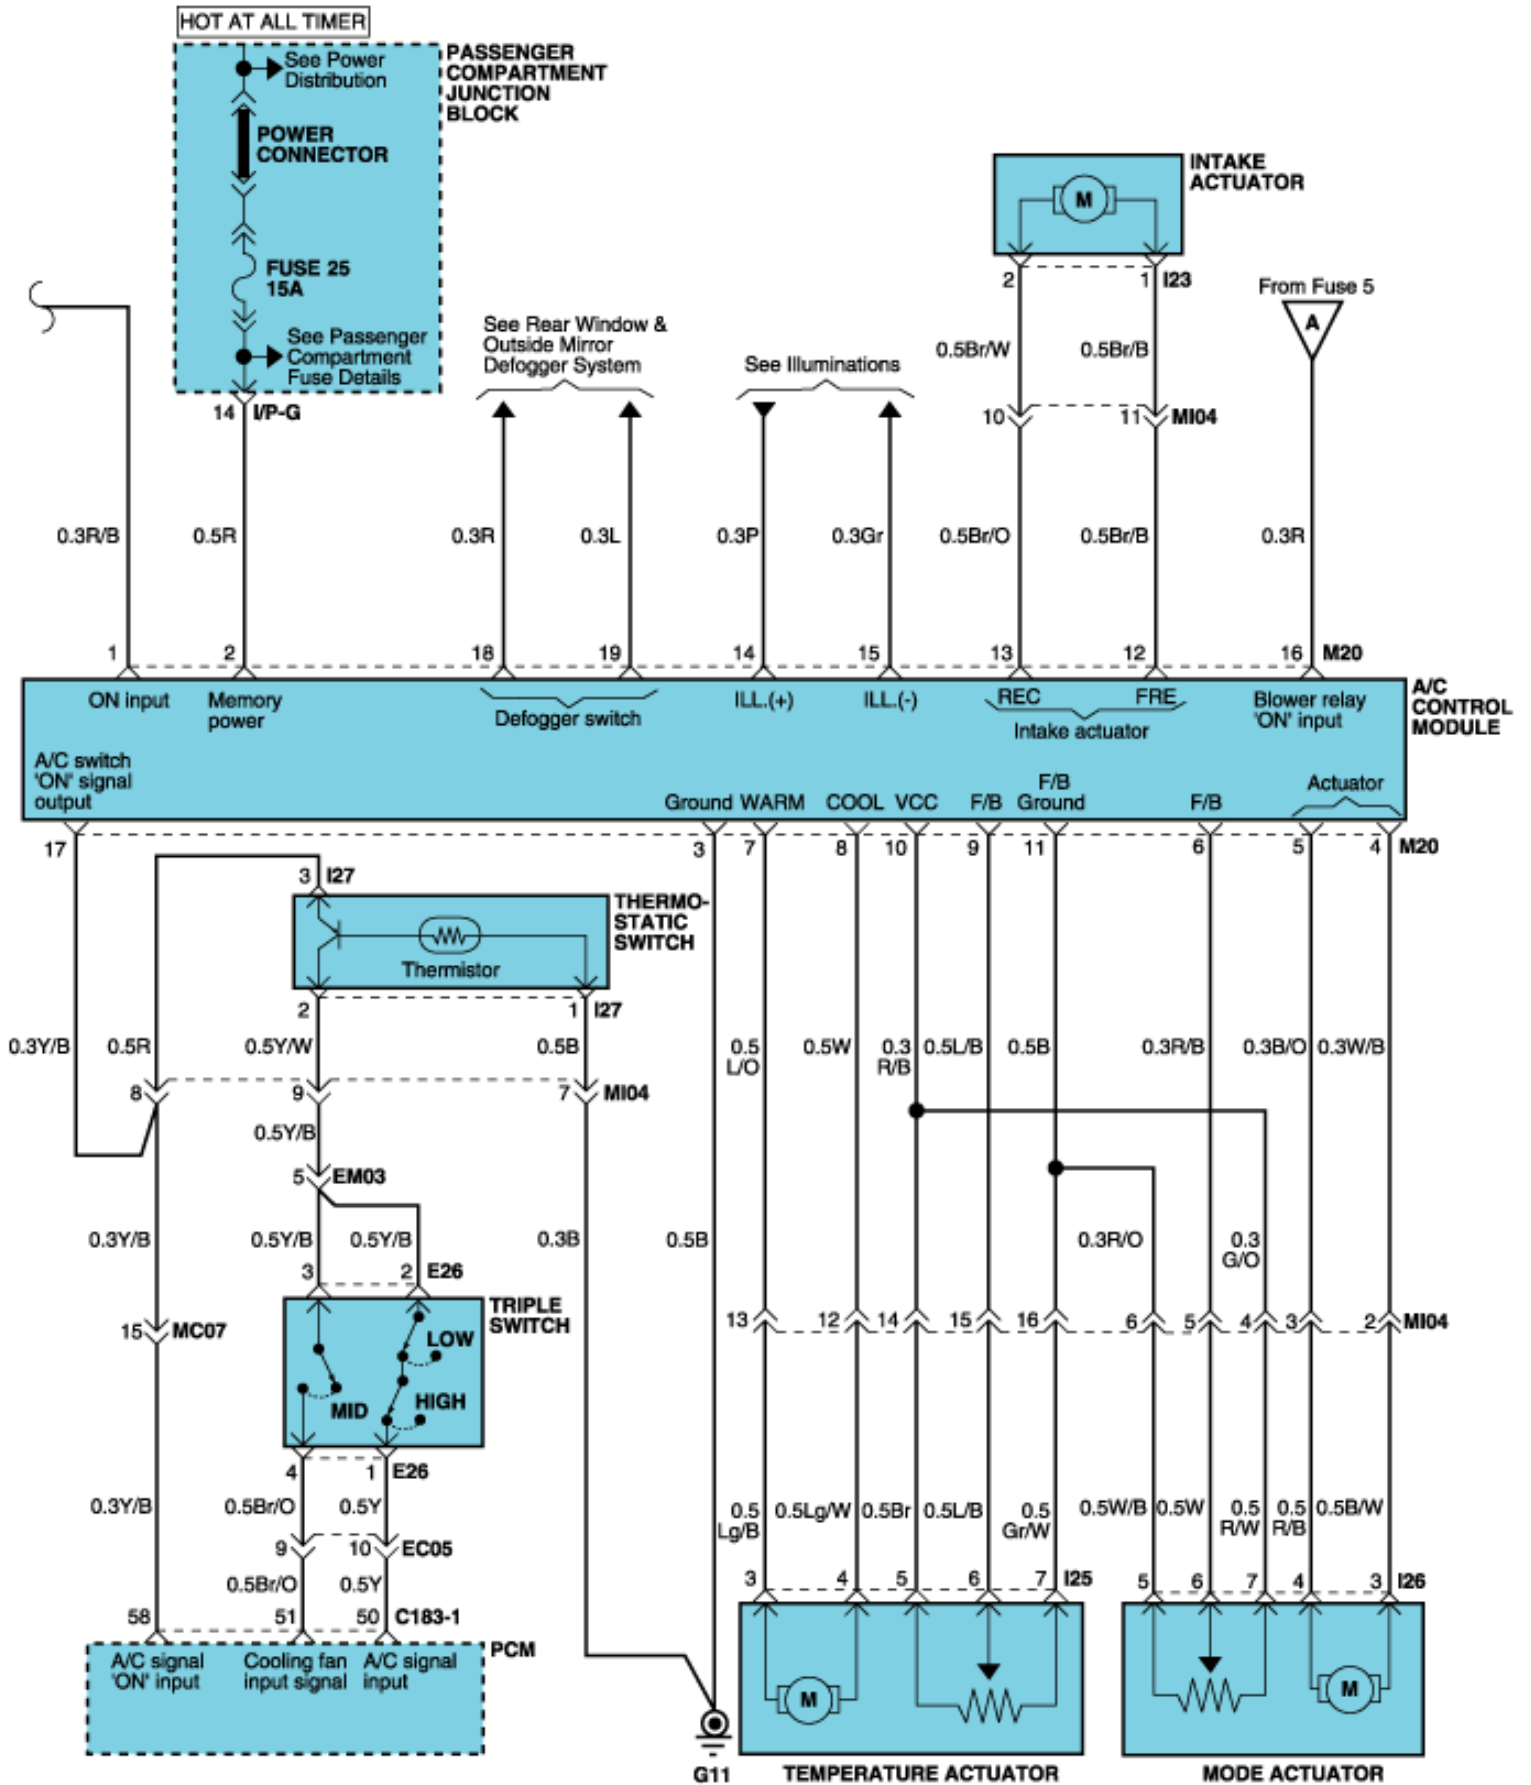 HOT AT ALL TIMER
See Power
Distribution
PASSENGER
COMPARTMENT
JUNCTION
BLOCK
POWER
CONNECTOR
FUSE 25
15A
See Passenger
Compartment
Fuse Details
14 I/P-G
See Rear Window &
Outside Mirror
Defogger System
See Illuminations
INTAKE
ACTUATOR
M
2 1 I23
From Fuse 5
A
0.5Br/W 0.5Br/B
10 11 MI04
0.3R/B 0.5R 0.3R 0.3L 0.3P 0.3Gr 0.5Br/O 0.5Br/B 0.3R
1 2 18 19 14 15 13 12 16 M20
A/C
CONTROL
MODULE
ON input
Memory
power
Defogger switch
ILL.(+) ILL.(-)
REC FRE
Intake actuator
Blower relay
'ON' input
A/C switch
'ON' signal
output
Ground WARM COOL VCC F/B
F/B
Ground
F/B
Actuator
17 3 7 8 10 9 11 6 5 4 M20
3 I27
THERMO-
STATIC
SWITCH
Thermistor
2 1 I27
0.3Y/B 0.5R 0.5Y/W 0.5B
0.5
L/O
0.5W
0.3
R/B
0.5L/B 0.5B 0.3R/B 0.3B/O 0.3W/B
8 9 7 MI04
0.5Y/B
5 EM03
0.3Y/B 0.5Y/B 0.5Y/B 0.3B 0.5B 0.3R/O
0.3
G/O
3 2 E26
TRIPLE
SWITCH
LOW
MID
HIGH
15 MC07
13 12 14 15 16 6 5 4 3 2 MI04
4 1 E26
0.3Y/B 0.5Br/O 0.5Y
0.5
Lg/B
0.5Lg/W 0.5Br 0.5L/B
0.5
Gr/W
0.5W/B 0.5W
0.5
R/W
0.5
R/B
0.5B/W
9 10 EC05
0.5Br/O 0.5Y
58 51 50 C183-1
3 4 5 6 7 I25
5 6 7 4 3 I26
PCM
A/C signal
'ON' input
Cooling fan
input signal
A/C signal
input
M
M
G11
TEMPERATURE ACTUATOR
MODE ACTUATOR